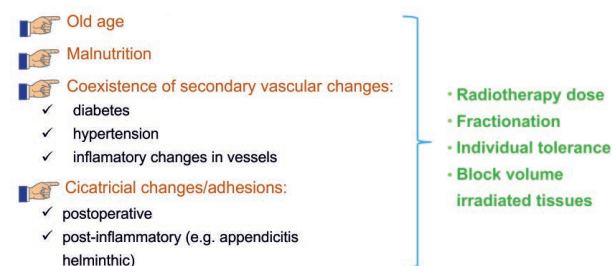 Old age
Malnutrition
Coexistence of secondary vascular changes:
✓ diabetes
✓ hypertension
✓ inflamatory changes in vessels
Cicatricial changes/adhesions:
✓ postoperative
✓ post-inflammatory (e.g. appendicitis
helminthic)
• Radiotherapy dose
• Fractionation
• Individual tolerance
• Block volume
irradiated tissues